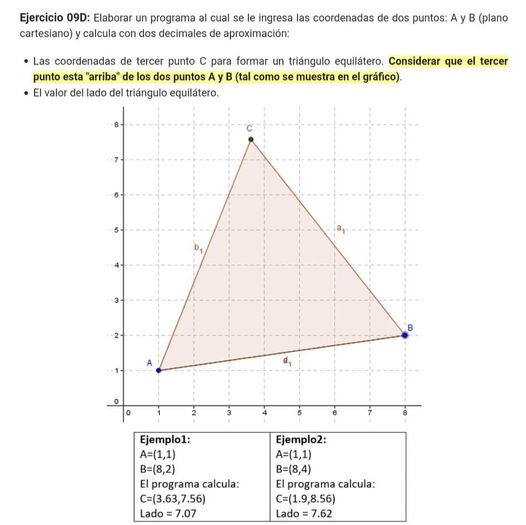 Ejercicio 09D: Elaborar un programa al cual se le ingresa las coordenadas de dos puntos: A y B (plano
cartesiano) y calcula con dos decimales de aproximación:
• Las coordenadas de tercer punto C para formar un triángulo equilátero. Considerar que el tercer
punto esta "arriba" de los dos puntos A y B (tal como se muestra en el gráfico).
• El valor del lado del triángulo equilátero.
8
C
7
6
5
a1
b1
4
3
B
2
A
d1
1
0
0 1 2 3 4 5 6 7 8
Ejemplo1:
A=(1,1)
B=(8,2)
El programa calcula:
C=(3.63,7.56)
Lado = 7.07
Ejemplo2:
A=(1,1)
B=(8,4)
El programa calcula:
C=(1.9,8.56)
Lado = 7.62